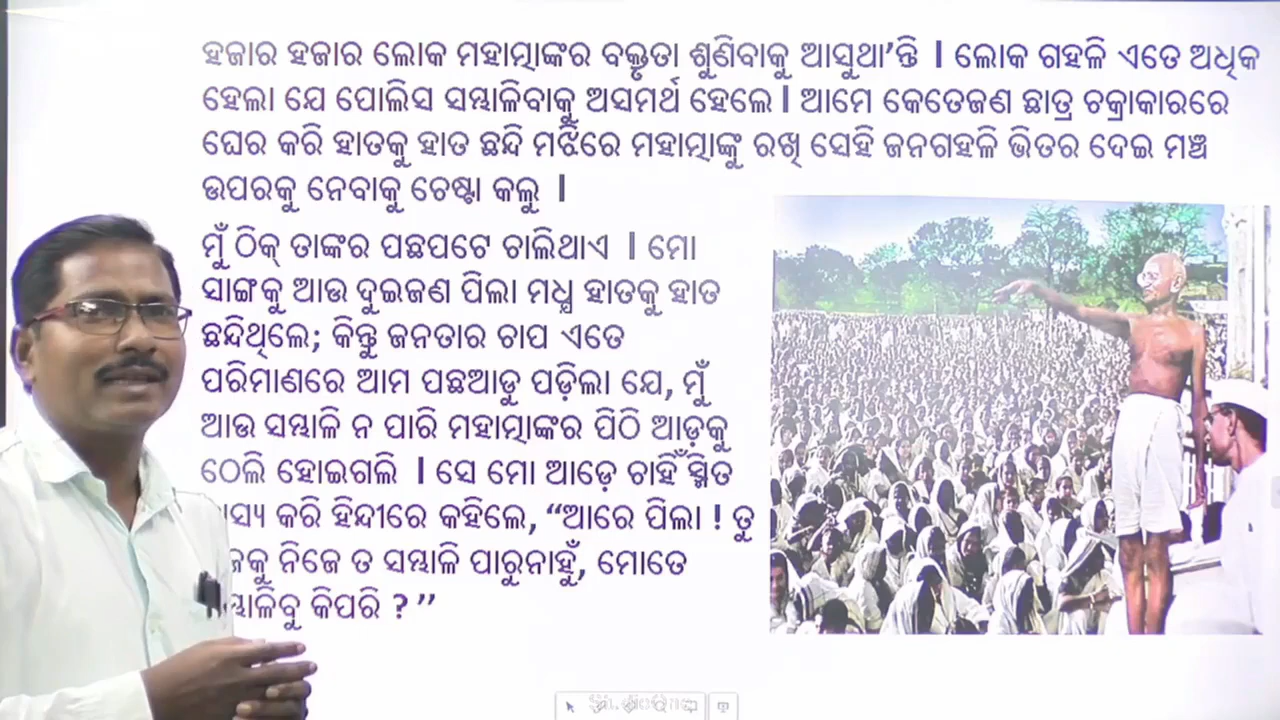 ହଜାର ହଜାର ଲୋକ ମହାତ୍ମାଙ୍କର ବକ୍ତୃତା ଶୁଣିବାକୁ ଆସୁଥା’ନ୍ତି । ଲୋକ ଗହଳି ଏତେ ଅଧିକ
ହେଲା ଯେ ପୋଲିସ ସମ୍ଭାଳିବାକୁ ଅସମର୍ଥ ହେଲେ । ଆମେ କେତେଜଣ ଛାତ୍ର ଚକ୍ରାକାରରେ
ଘେର କରି ହାତକୁ ହାତ ଛନ୍ଦି ମଝିରେ ମହାତ୍ମାଙ୍କୁ ରଖି ସେହି ଜନଗହଳି ଭିତର ଦେଇ ମଞ୍ଚ
ଉପରକୁ ନେବାକୁ ଚେଷ୍ଟା କଲୁ ।
ମୁଁ ଠିକ୍ ତାଙ୍କର ପଛପଟେ ଚାଲିଥାଏ । ମୋ
ସାଙ୍ଗକୁ ଆଉ ଦୁଇଜଣ ପିଲା ମଧ୍ଯ ହାତକୁ ହାତ
ଛନ୍ଦିଥିଲେ; କିନ୍ତୁ ଜନତାର ଚାପ ଏତେ
ପରିମାଣରେ ଆମ ପଛଆଡୁ ପଡ଼ିଲା ଯେ, ମୁଁ
ଆଉ ସମ୍ଭାଳି ନ ପାରି ମହାତ୍ମାଙ୍କର ପିଠି ଆଡ଼କୁ
ଠେଲି ହୋଇଗଲି । ସେ ମୋ ଆଡ଼େ ଚାହିଁ ସ୍ମିତ
କରି ହିନ୍ଦୀରେ କହିଲେ, “ଆରେ ପିଲା ! ତୁ
ନିଜେ ତ ସମ୍ଭାଳି ପାରୁନାହୁଁ, ମୋତେ
କିପରି ? ”